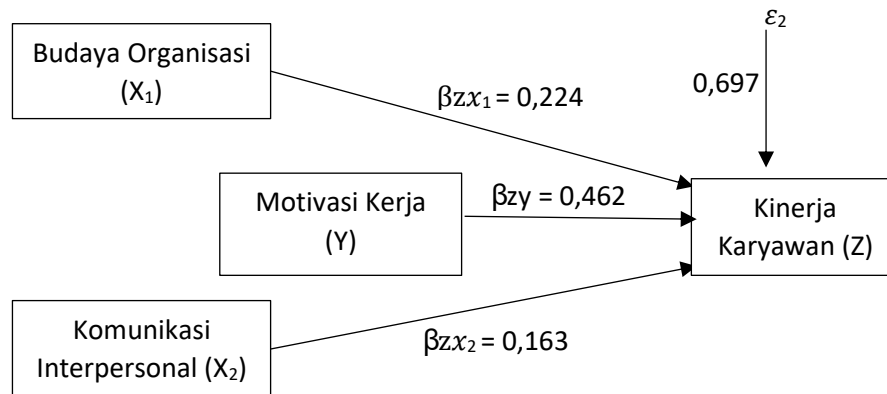 Budaya Organisasi
(X₁)
βzx₁ = 0,224
ε₂
0,697
Motivasi Kerja
(Y)
βzy = 0,462
Kinerja
Karyawan (Z)
Komunikasi
Interpersonal (X₂)
βzx₂ = 0,163